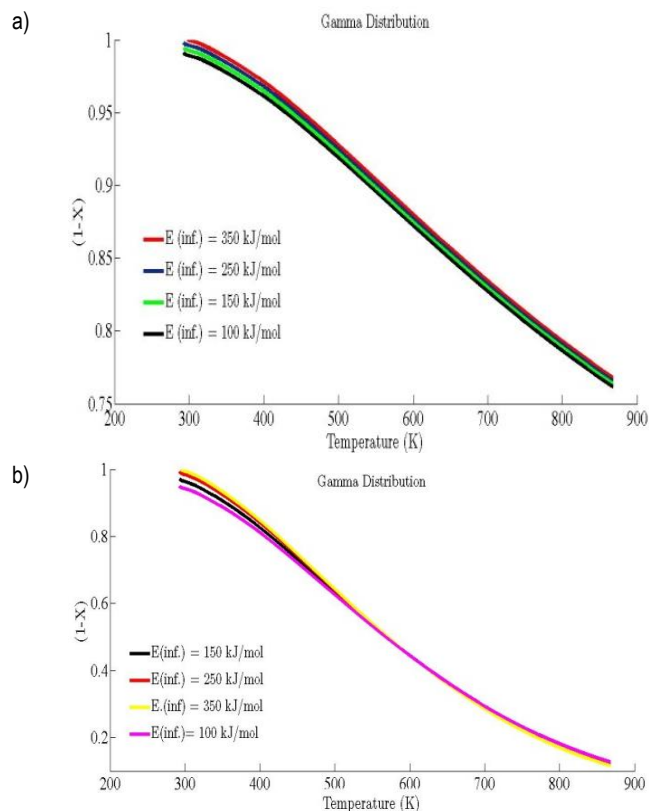 a)
Gamma Distribution
1
0.95
0.9
0.85
0.8
0.75
(1-X)
E (inf.) = 350 kJ/mol
E (inf.) = 250 kJ/mol
E (inf.) = 150 kJ/mol
E (inf.) = 100 kJ/mol
200 300 400 500 600 700 800 900
Temperature (K)
b)
Gamma Distribution
1
0.8
0.6
0.4
0.2
(1-X)
E(inf.) = 150 kJ/mol
E(inf.) = 250 kJ/mol
E.(inf) = 350 kJ/mol
E(inf.)= 100 kJ/mol
200 300 400 500 600 700 800 900
Temperature (K)